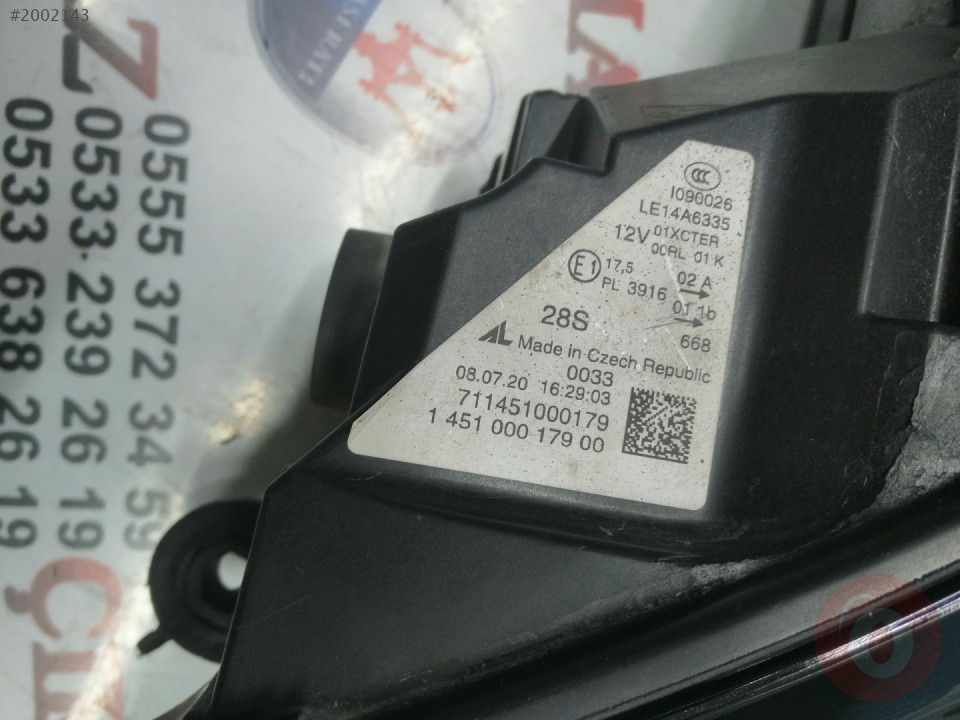 #2002143
Z
0555 372 34 59
0533 239 26 19
0533 638 26 19
CCC
I090026
LE14A6335
12V 01XCTER
00RL 01 K
E1 17,5 02 A
PL 3916 01 1b
28S 668
AL Made in Czech Republic
0033
08.07.20 16:29:03
711451000179
1 451 000 179 00